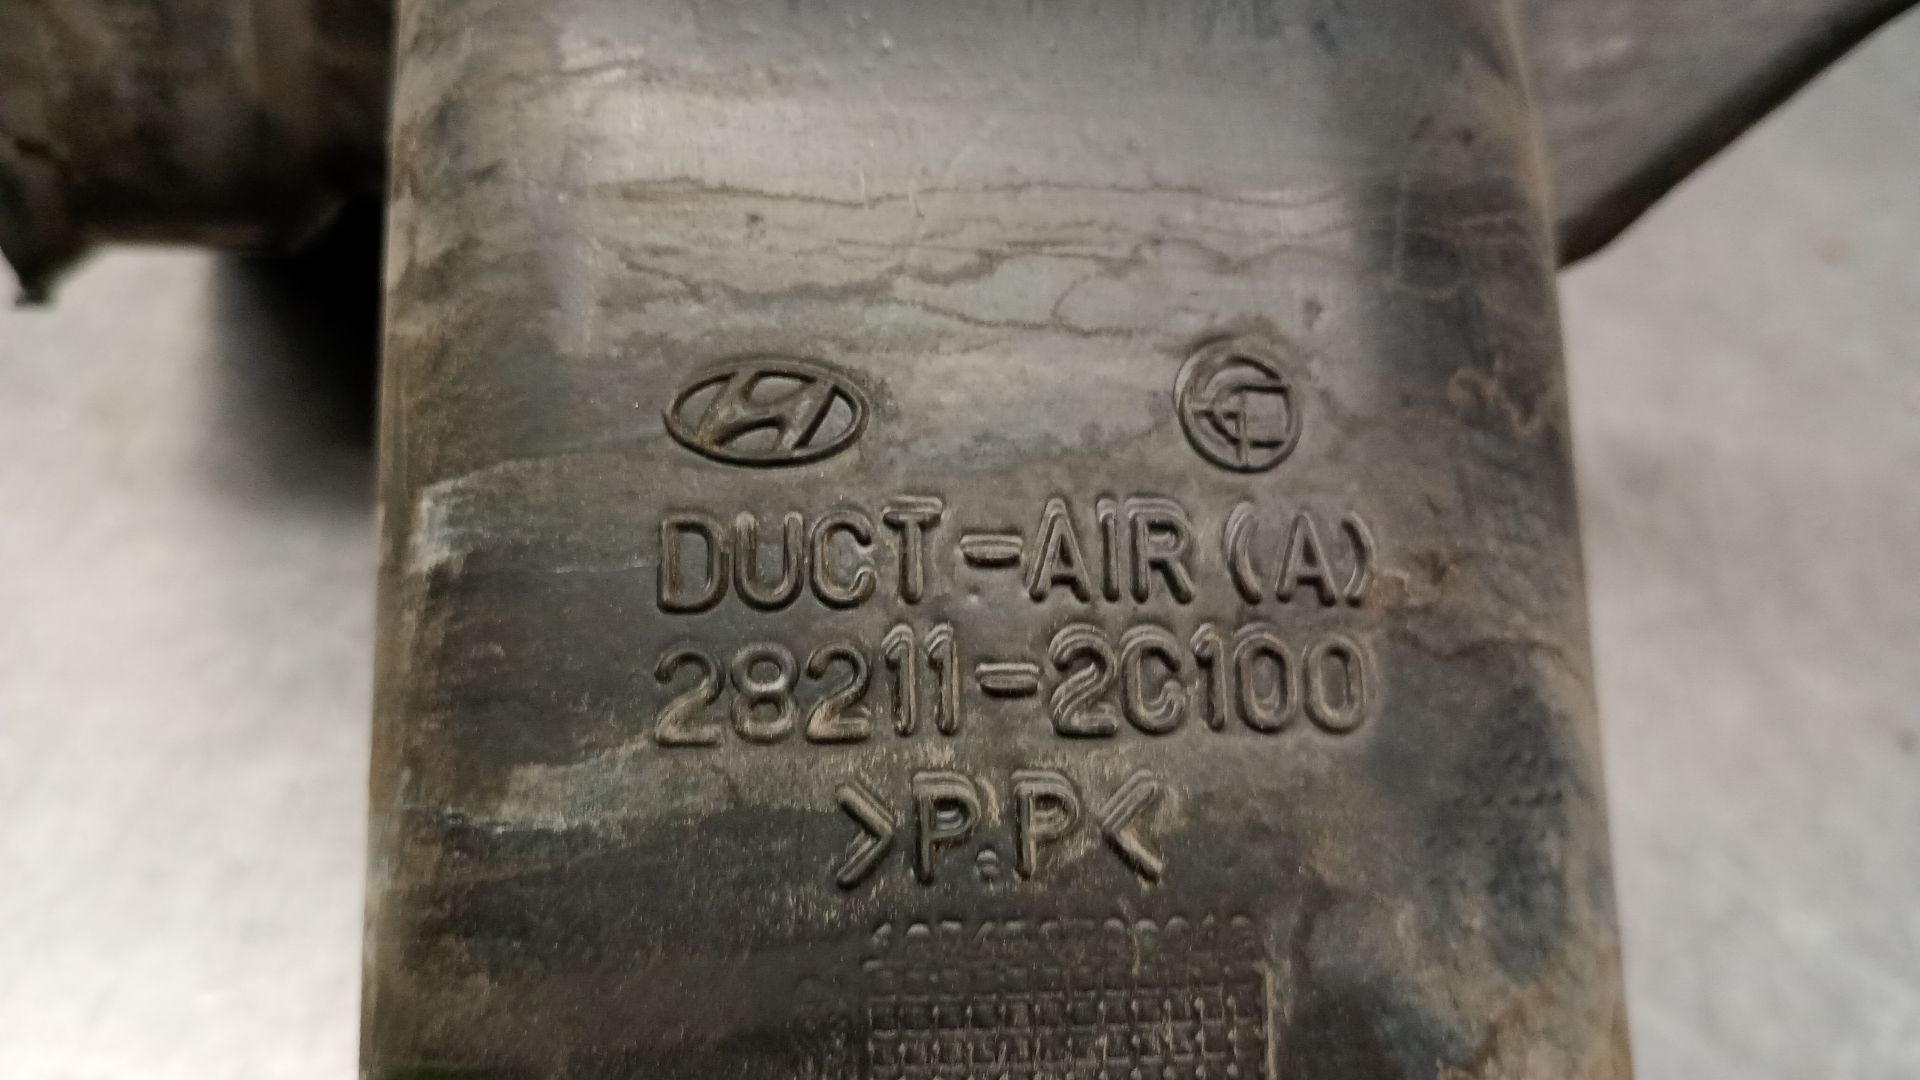 DUCT-AIR (A)
28211-2C100
>P.P<